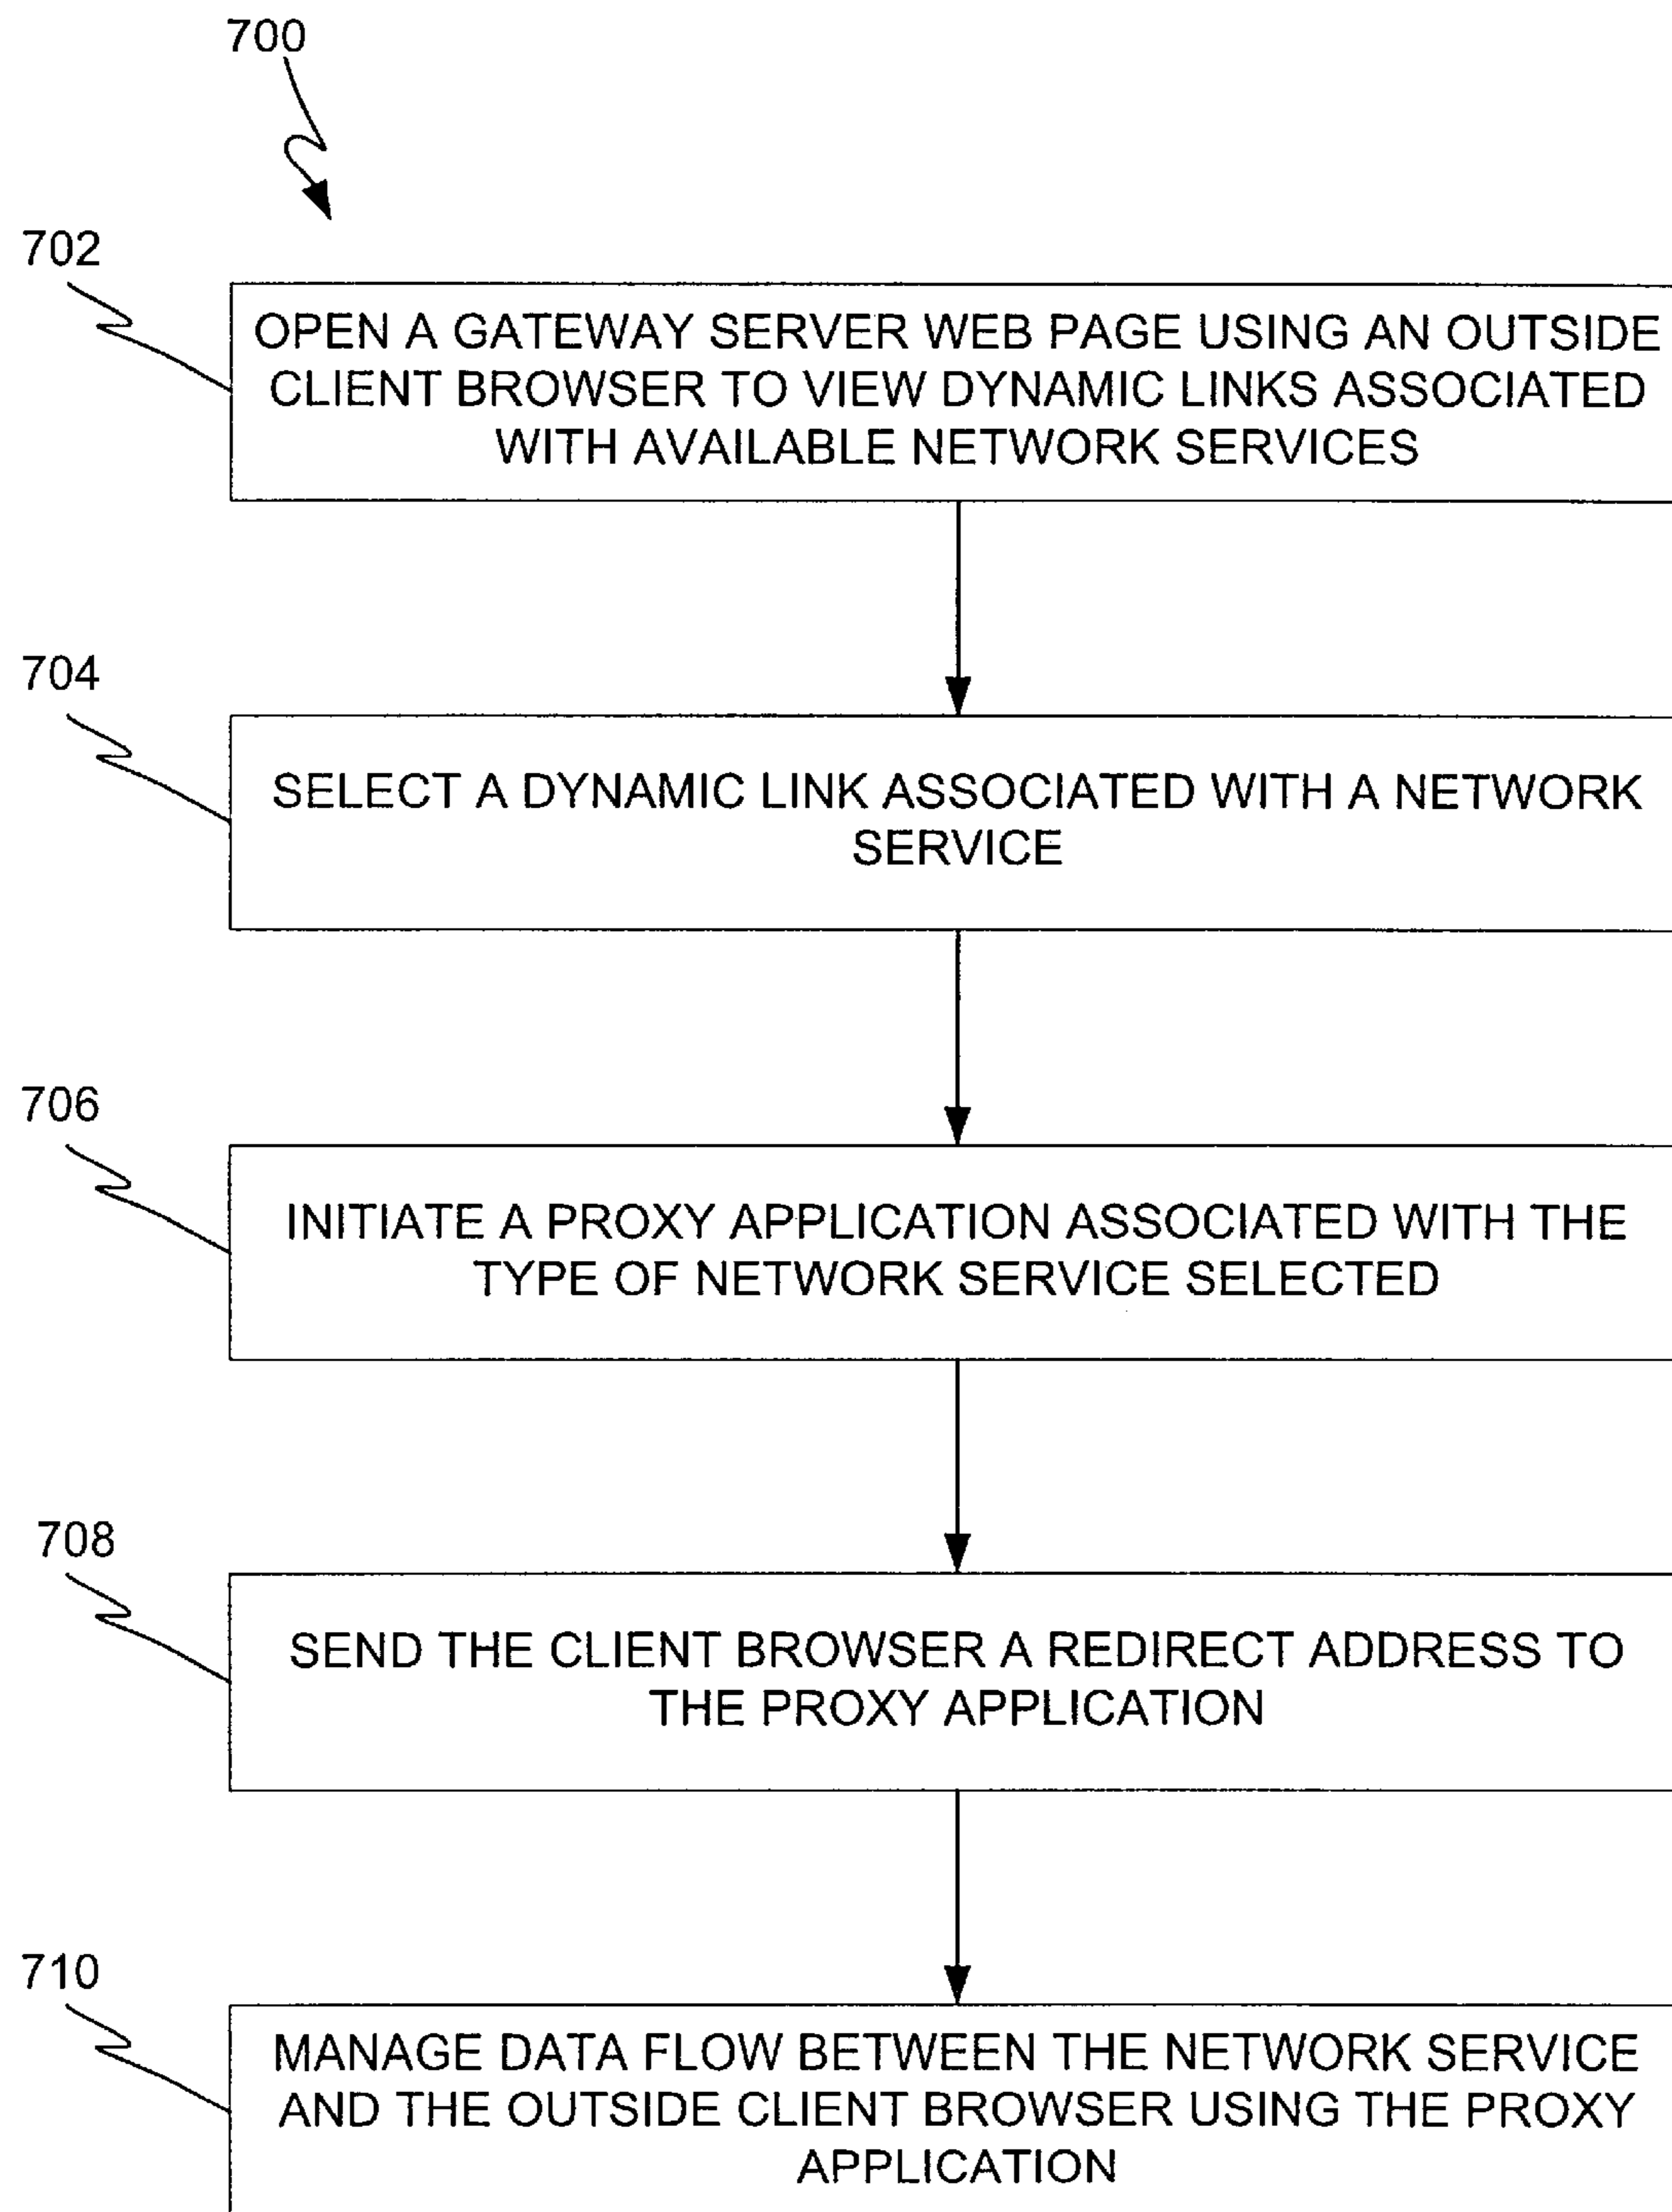 700
702
OPEN A GATEWAY SERVER WEB PAGE USING AN OUTSIDE
CLIENT BROWSER TO VIEW DYNAMIC LINKS ASSOCIATED
WITH AVAILABLE NETWORK SERVICES
704
SELECT A DYNAMIC LINK ASSOCIATED WITH A NETWORK
SERVICE
706
INITIATE A PROXY APPLICATION ASSOCIATED WITH THE
TYPE OF NETWORK SERVICE SELECTED
708
SEND THE CLIENT BROWSER A REDIRECT ADDRESS TO
THE PROXY APPLICATION
710
MANAGE DATA FLOW BETWEEN THE NETWORK SERVICE
AND THE OUTSIDE CLIENT BROWSER USING THE PROXY
APPLICATION